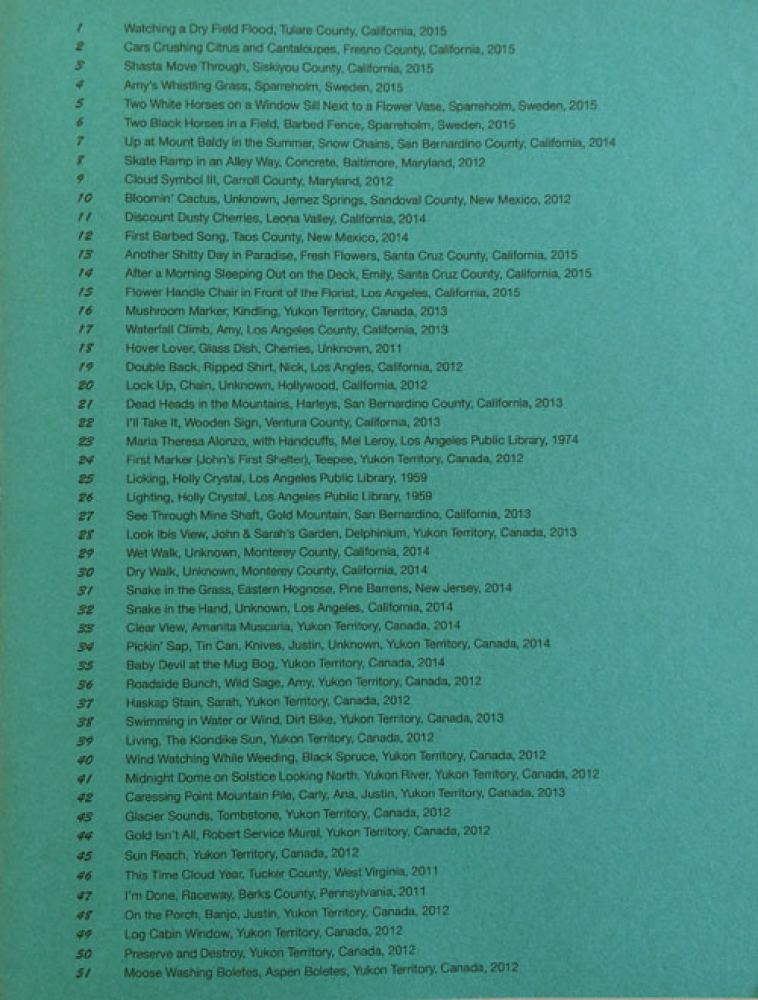 1 Watching a Dry Field Flood, Tulare County, California, 2015
2 Cars Crushing Citrus and Cantaloupes, Fresno County, California, 2015
3 Shasta Move Through, Siskiyou County, California, 2015
4 Amy's Whistling Grass, Sparreholm, Sweden, 2015
5 Two White Horses on a Window Sill Next to a Flower Vase, Sparreholm, Sweden, 2015
6 Two Black Horses in a Field, Barbed Fence, Sparreholm, Sweden, 2015
7 Up at Mount Baldy in the Summer, Snow Chains, San Bernardino County, California, 2014
8 Skate Ramp in an Alley Way, Concrete, Baltimore, Maryland, 2012
9 Cloud Symbol III, Carroll County, Maryland, 2012
10 Bloomin' Cactus, Unknown, Jemez Springs, Sandoval County, New Mexico, 2012
11 Discount Dusty Cherries, Leona Valley, California, 2014
12 First Barbed Song, Taos County, New Mexico, 2014
13 Another Shitty Day in Paradise, Fresh Flowers, Santa Cruz County, California, 2015
14 After a Morning Sleeping Out on the Deck, Emily, Santa Cruz County, California, 2015
15 Flower Handle Chair in Front of the Florist, Los Angeles, California, 2015
16 Mushroom Marker, Kindling, Yukon Territory, Canada, 2013
17 Waterfall Climb, Amy, Los Angeles County, California, 2013
18 Hover Lover, Glass Dish, Cherries, Unknown, 2011
19 Double Back, Ripped Shirt, Nick, Los Angles, California, 2012
20 Lock Up, Chain, Unknown, Hollywood, California, 2012
21 Dead Heads in the Mountains, Harleys, San Bernardino County, California, 2013
22 I'll Take It, Wooden Sign, Ventura County, California, 2013
23 Maria Theresa Alonzo, with Handcuffs, Mel Leroy, Los Angeles Public Library, 1974
24 First Marker (John's First Shelter), Teepee, Yukon Territory, Canada, 2012
25 Licking, Holly Crystal, Los Angeles Public Library, 1959
26 Lighting, Holly Crystal, Los Angeles Public Library, 1959
27 See Through Mine Shaft, Gold Mountain, San Bernardino, California, 2013
28 Look Ibis View, John & Sarah's Garden, Delphinium, Yukon Territory, Canada, 2013
29 Wet Walk, Unknown, Monterey County, California, 2014
30 Dry Walk, Unknown, Monterey County, California, 2014
31 Snake in the Grass, Eastern Hognose, Pine Barrens, New Jersey, 2014
32 Snake in the Hand, Unknown, Los Angeles, California, 2014
33 Clear View, Amanita Muscaria, Yukon Territory, Canada, 2014
34 Pickin' Sap, Tin Can, Knives, Justin, Unknown, Yukon Territory, Canada, 2014
35 Baby Devil at the Mug Bog, Yukon Territory, Canada, 2014
36 Roadside Bunch, Wild Sage, Amy, Yukon Territory, Canada, 2012
37 Haskap Stain, Sarah, Yukon Territory, Canada, 2012
38 Swimming in Water or Wind, Dirt Bike, Yukon Territory, Canada, 2013
39 Living, The Klondike Sun, Yukon Territory, Canada, 2012
40 Wind Watching While Weeding, Black Spruce, Yukon Territory, Canada, 2012
41 Midnight Dome on Solstice Looking North, Yukon River, Yukon Territory, Canada, 2012
42 Caressing Point Mountain Pile, Carly, Ana, Justin, Yukon Territory, Canada, 2013
43 Glacier Sounds, Tombstone, Yukon Territory, Canada, 2012
44 Gold Isn't All, Robert Service Mural, Yukon Territory, Canada, 2012
45 Sun Reach, Yukon Territory, Canada, 2012
46 This Time Cloud Year, Tucker County, West Virginia, 2011
47 I'm Done, Raceway, Berks County, Pennsylvania, 2011
48 On the Porch, Banjo, Justin, Yukon Territory, Canada, 2012
49 Log Cabin Window, Yukon Territory, Canada, 2012
50 Preserve and Destroy, Yukon Territory, Canada, 2012
51 Moose Washing Boletes, Aspen Boletes, Yukon Territory, Canada, 2012